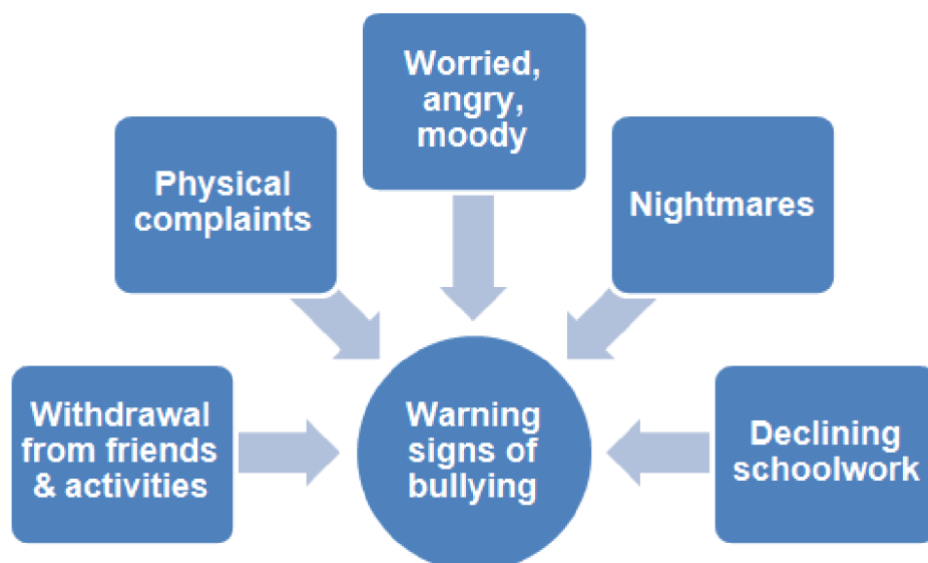 Worried,
angry,
moody
Physical
complaints
Nightmares
Withdrawal
from friends
& activities
Warning
signs of
bullying
Declining
schoolwork